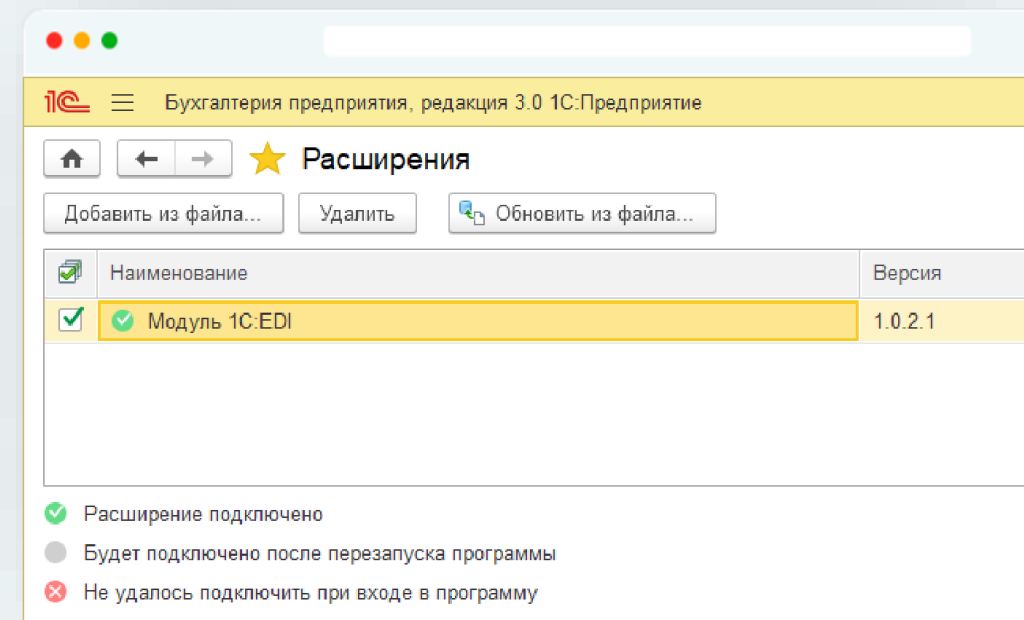 1С Бухгалтерия предприятия, редакция 3.0 1С:Предприятие
Расширения
Добавить из файла... Удалить Обновить из файла...
Наименование Версия
Модуль 1С:EDI 1.0.2.1
Расширение подключено
Будет подключено после перезапуска программы
Не удалось подключить при входе в программу